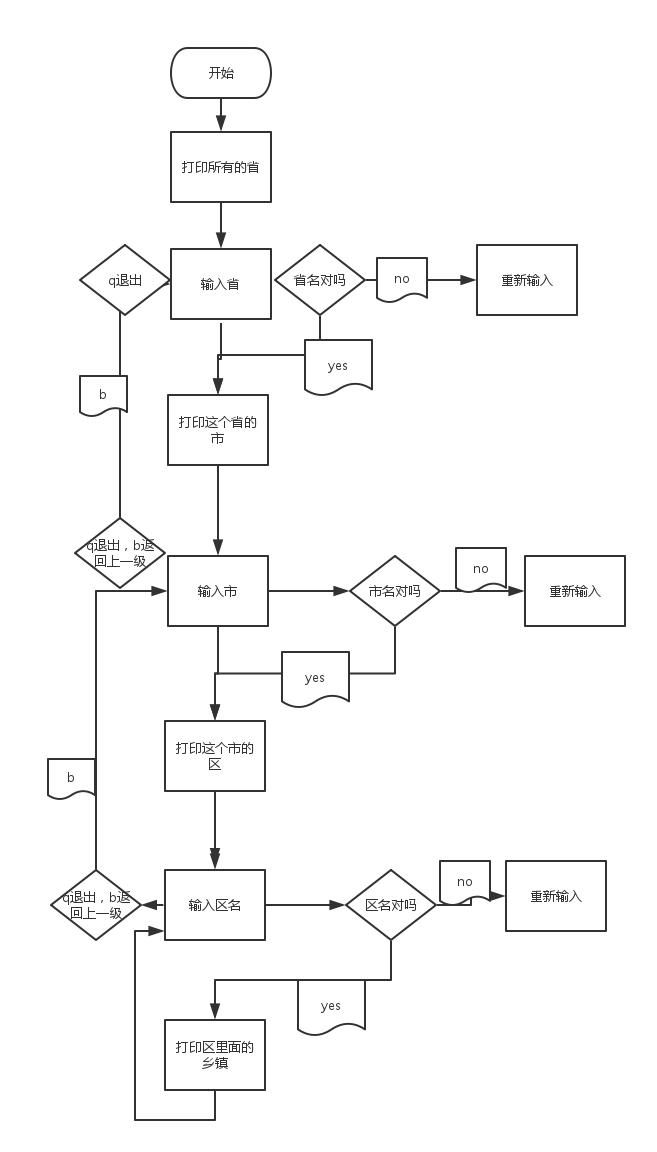 开始
打印所有的省
q退出
输入省
省名对吗
no
重新输入
yes
b
打印这个省的
市
q退出，b返
回上一级
输入市
市名对吗
no
重新输入
yes
打印这个市的
区
b
q退出，b返
回上一级
输入区名
区名对吗
no
重新输入
yes
打印区里面的
乡镇